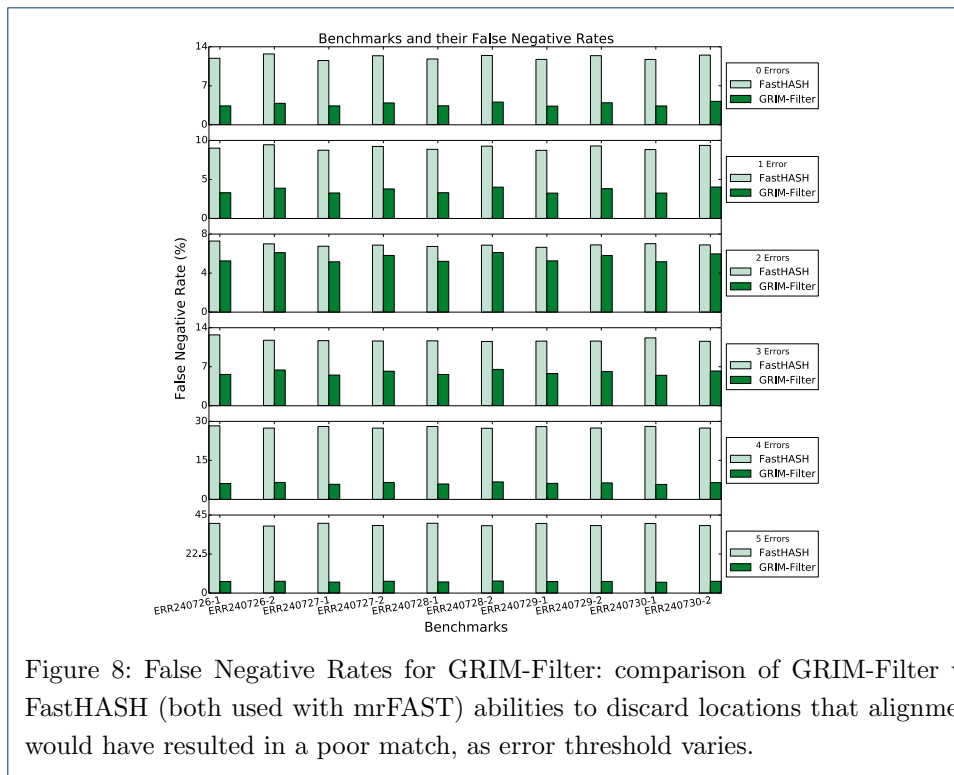 Benchmarks and their False Negative Rates
14
7
0
0 Errors
FastHASH
GRIM-Filter
10
5
0
1 Error
FastHASH
GRIM-Filter
8
4
0
2 Errors
FastHASH
GRIM-Filter
14
7
0
3 Errors
FastHASH
GRIM-Filter
30
15
0
4 Errors
FastHASH
GRIM-Filter
45
22.5
0
5 Errors
FastHASH
GRIM-Filter
False Negative Rate (%)
ERR240726-1
ERR240726-2
ERR240727-1
ERR240727-2
ERR240728-1
ERR240728-2
ERR240729-1
ERR240729-2
ERR240730-1
ERR240730-2
Benchmarks
Figure 8: False Negative Rates for GRIM-Filter: comparison of GRIM-Filter
FastHASH (both used with mrFAST) abilities to discard locations that alignme
would have resulted in a poor match, as error threshold varies.